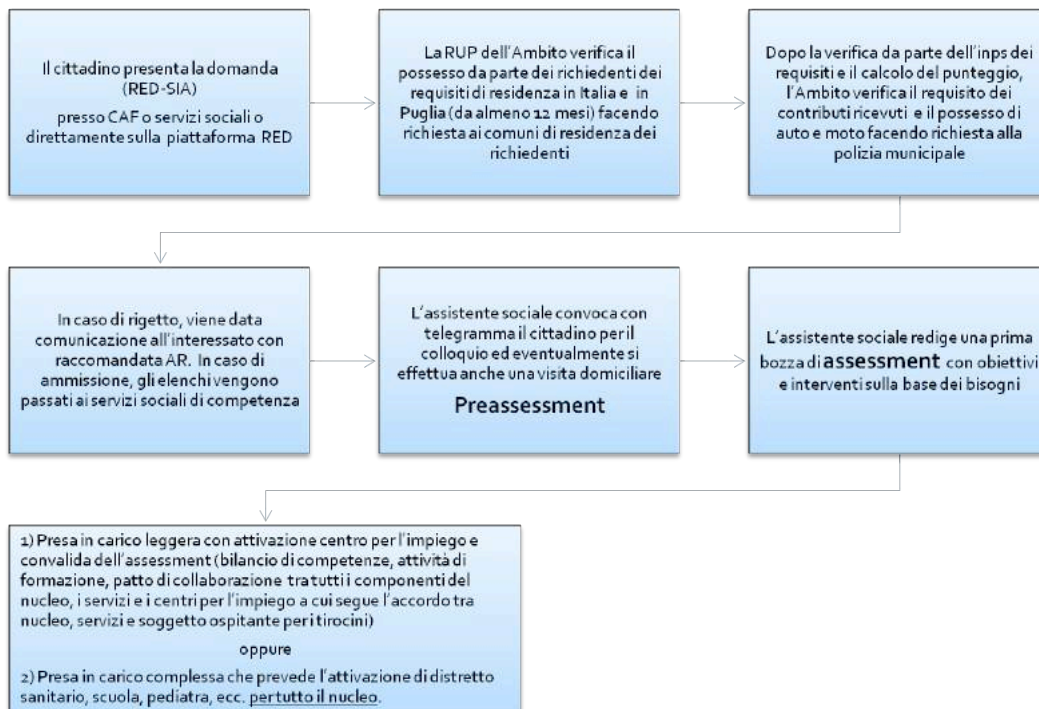 Il cittadino presenta la domanda
(RED-SIA)
presso CAF o servizi sociali o
direttamente sulla piattaforma RED
La RUP dell'Ambito verifica il
possesso da parte dei richiedenti dei
requisiti di residenza in Italia e in
Puglia (da almeno 12 mesi) facendo
richiesta ai comuni di residenza dei
richiedenti
Dopo la verifica da parte dell'inps dei
requisiti e il calcolo del punteggio,
l'Ambito verifica il requisito dei
contributi ricevuti e il possesso di
auto e moto facendo richiesta alla
polizia municipale
In caso di rigetto, viene data
comunicazione all'interessato con
raccomandata AR. In caso di
ammissione, gli elenchi vengono
passati ai servizi sociali di competenza
L'assistente sociale convoca con
telegramma il cittadino per il
colloquio ed eventualmente si
effettua anche una visita domiciliare
Preassessment
L'assistente sociale redige una prima
bozza di assessment con obiettivi
e interventi sulla base dei bisogni
1) Presa in carico leggera con attivazione centro per l'impiego e
convalida dell'assessment (bilancio di competenze, attività di
formazione, patto di collaborazione tra tutti i componenti del
nucleo, i servizi e i centri per l'impiego a cui segue l'accordo tra
nucleo, servizi e soggetto ospitante per i tirocini)
oppure
2) Presa in carico complessa che prevede l'attivazione di distretto
sanitario, scuola, pediatra, ecc. per tutto il nucleo.